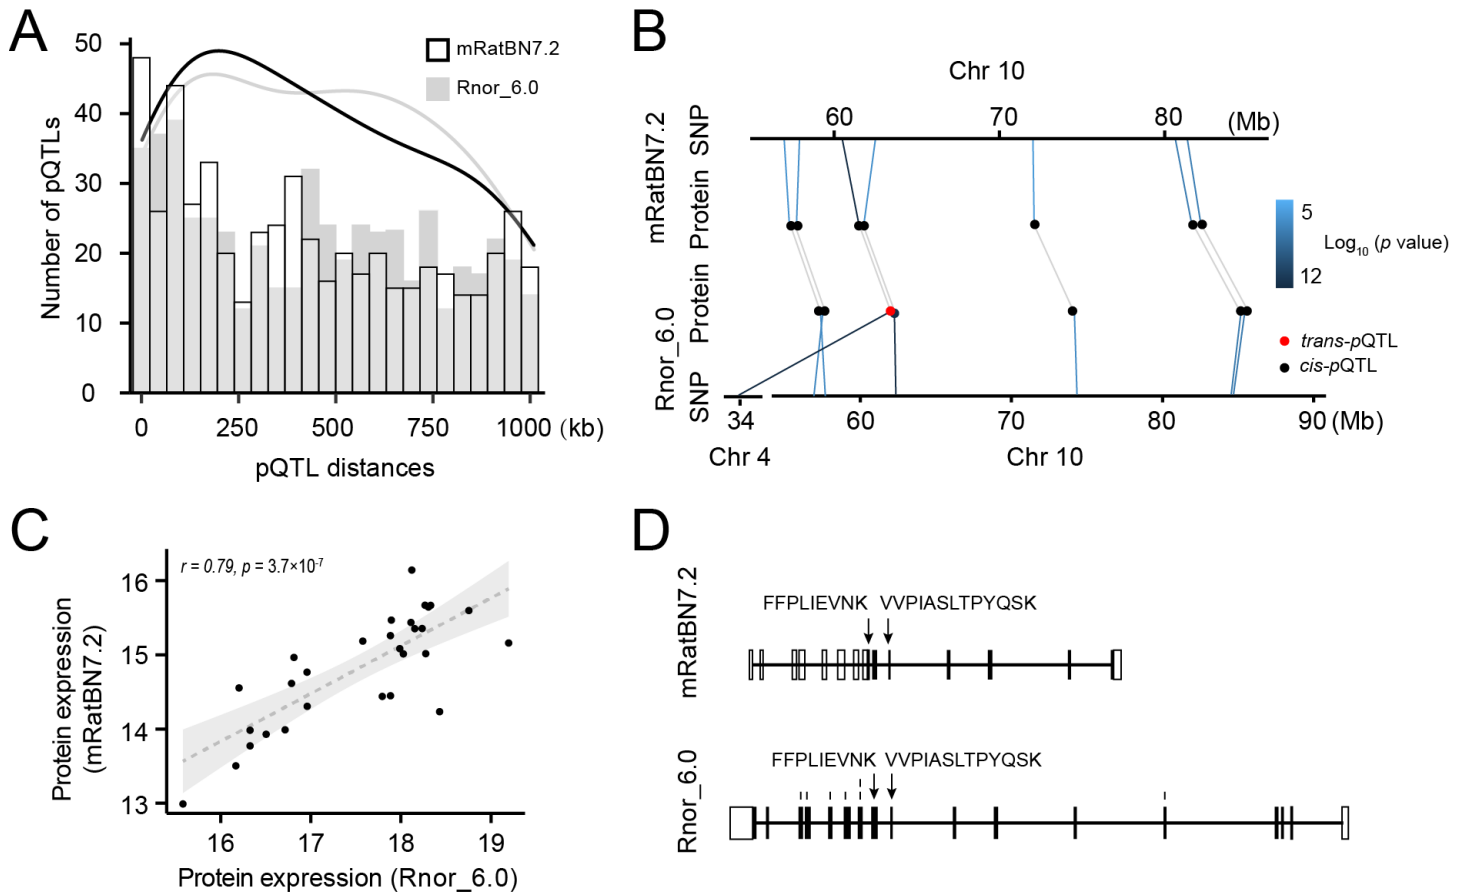 A
50
40
30
20
10
0
Number of pQTLs
mRatBN7.2
Rnor_6.0
0 250 500 750 1000 (kb)
pQTL distances
B
Chr 10
60 70 80 (Mb)
mRatBN7.2
Protein SNP
Rnor_6.0
SNP Protein
5
12
Log10 (p value)
trans-pQTL
cis-pQTL
34 60 70 80 90 (Mb)
Chr 4 Chr 10
C
r = 0.79, p = 3.7×10-7
16
15
14
13
Protein expression
(mRatBN7.2)
16 17 18 19
Protein expression (Rnor_6.0)
D
mRatBN7.2
FFPLIEVNK VVPIASLTPYQSK
Rnor_6.0
FFPLIEVNK VVPIASLTPYQSK